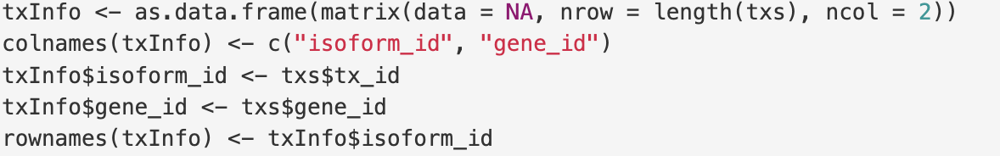 txInfo <- as.data.frame(matrix(data = NA, nrow = length(txs), ncol = 2))
colnames(txInfo) <- c("isoform_id", "gene_id")
txInfo$isoform_id <- txs$tx_id
txInfo$gene_id <- txs$gene_id
rownames(txInfo) <- txInfo$isoform_id